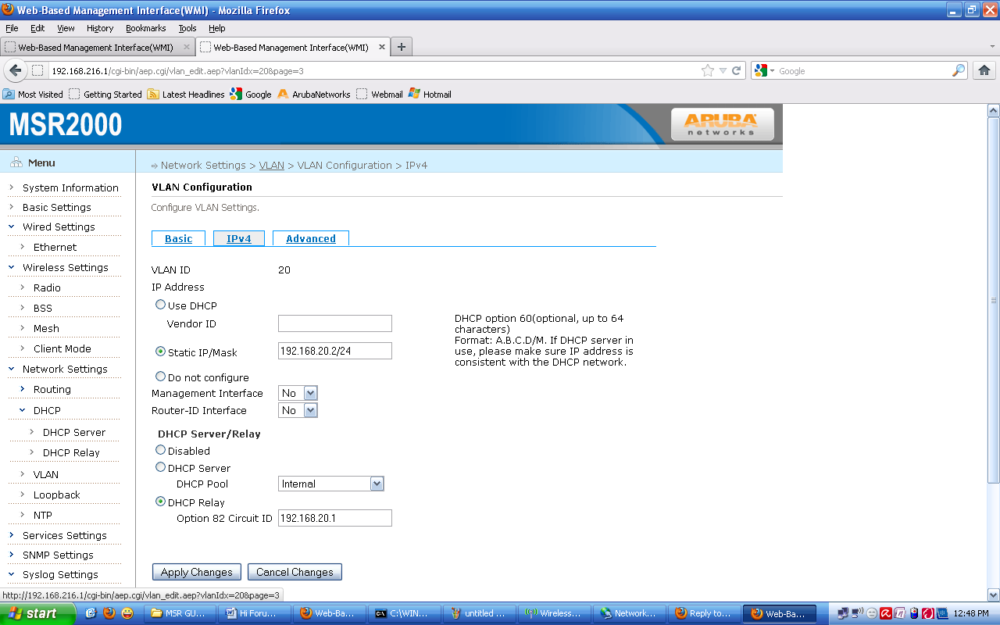 Web-Based Management Interface(WMI) - Mozilla Firefox
File Edit View History Bookmarks Tools Help
Web-Based Management Interface(WMI) Web-Based Management Interface(WMI)
192.168.216.1/cgi-bin/aep.cgi/vlan_edit.aep?vlanIdx=20&page=3 Google
Most Visited Getting Started Latest Headlines Google ArubaNetworks Webmail Hotmail
MSR2000
ARUBA
networks
Menu
System Information
Basic Settings
Wired Settings
Ethernet
Wireless Settings
Radio
BSS
Mesh
Client Mode
Network Settings
Routing
DHCP
DHCP Server
DHCP Relay
VLAN
Loopback
NTP
Services Settings
SNMP Settings
Syslog Settings
⇨ Network Settings > VLAN > VLAN Configuration > IPv4
VLAN Configuration
Configure VLAN Settings.
Basic IPv4 Advanced
VLAN ID 20
IP Address
Use DHCP
Vendor ID
DHCP option 60(optional, up to 64
characters)
Format: A.B.C.D/M. If DHCP server in
use, please make sure IP address is
consistent with the DHCP network.
Static IP/Mask 192.168.20.2/24
Do not configure
Management Interface No
Router-ID Interface No
DHCP Server/Relay
Disabled
DHCP Server
DHCP Pool Internal
DHCP Relay
Option 82 Circuit ID 192.168.20.1
Apply Changes Cancel Changes
http://192.168.216.1/cgi-bin/aep.cgi/vlan_edit.aep?vlanIdx=20&page=3
start MSR GU... Hi Foru... Web-Ba... C:\WIN... untitled ... Wireless... Network... Reply to... Web-Ba... 12:48 PM